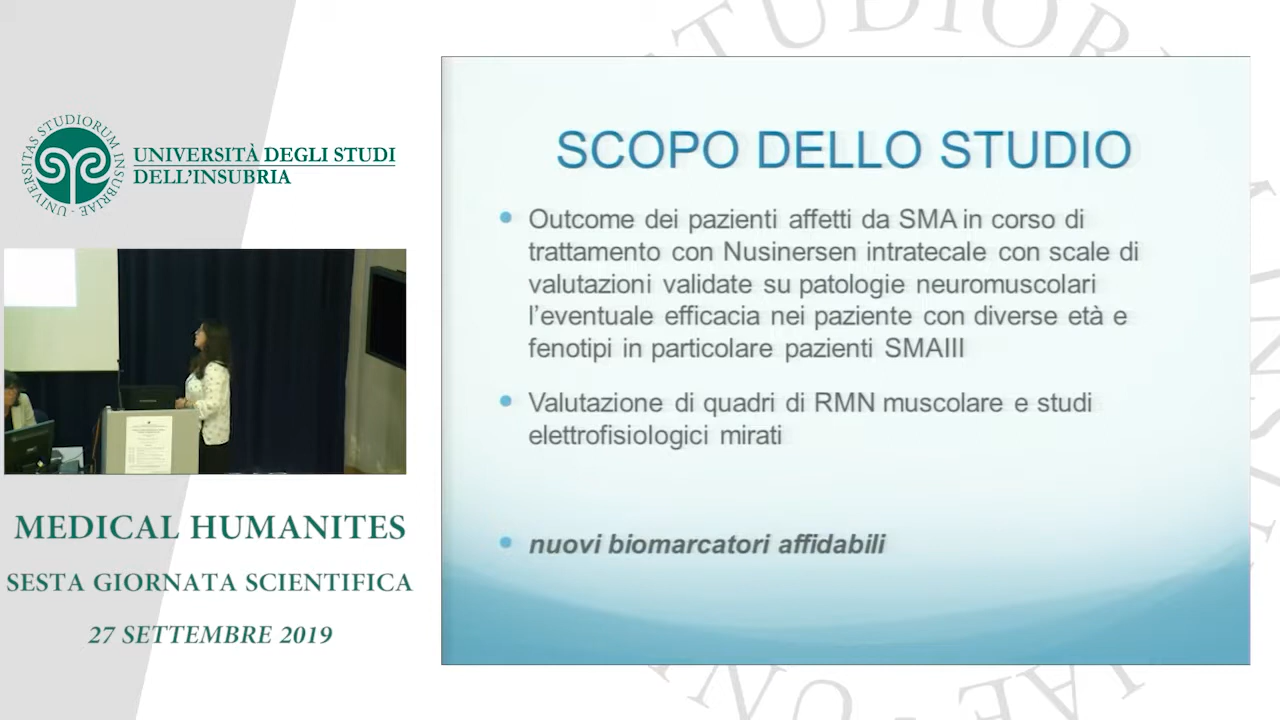 UNIVERSITAS STUDIORUM INSUBRIAE
UNIVERSITÀ DEGLI STUDI
DELL'INSUBRIA
MEDICAL HUMANITES
SESTA GIORNATA SCIENTIFICA
27 SETTEMBRE 2019
SCOPO DELLO STUDIO
Outcome dei pazienti affetti da SMA in corso di
trattamento con Nusinersen intratecale con scale di
valutazioni validate su patologie neuromuscolari
l'eventuale efficacia nei paziente con diverse età e
fenotipi in particolare pazienti SMAIII
Valutazione di quadri di RMN muscolare e studi
elettrofisiologici mirati
nuovi biomarcatori affidabili